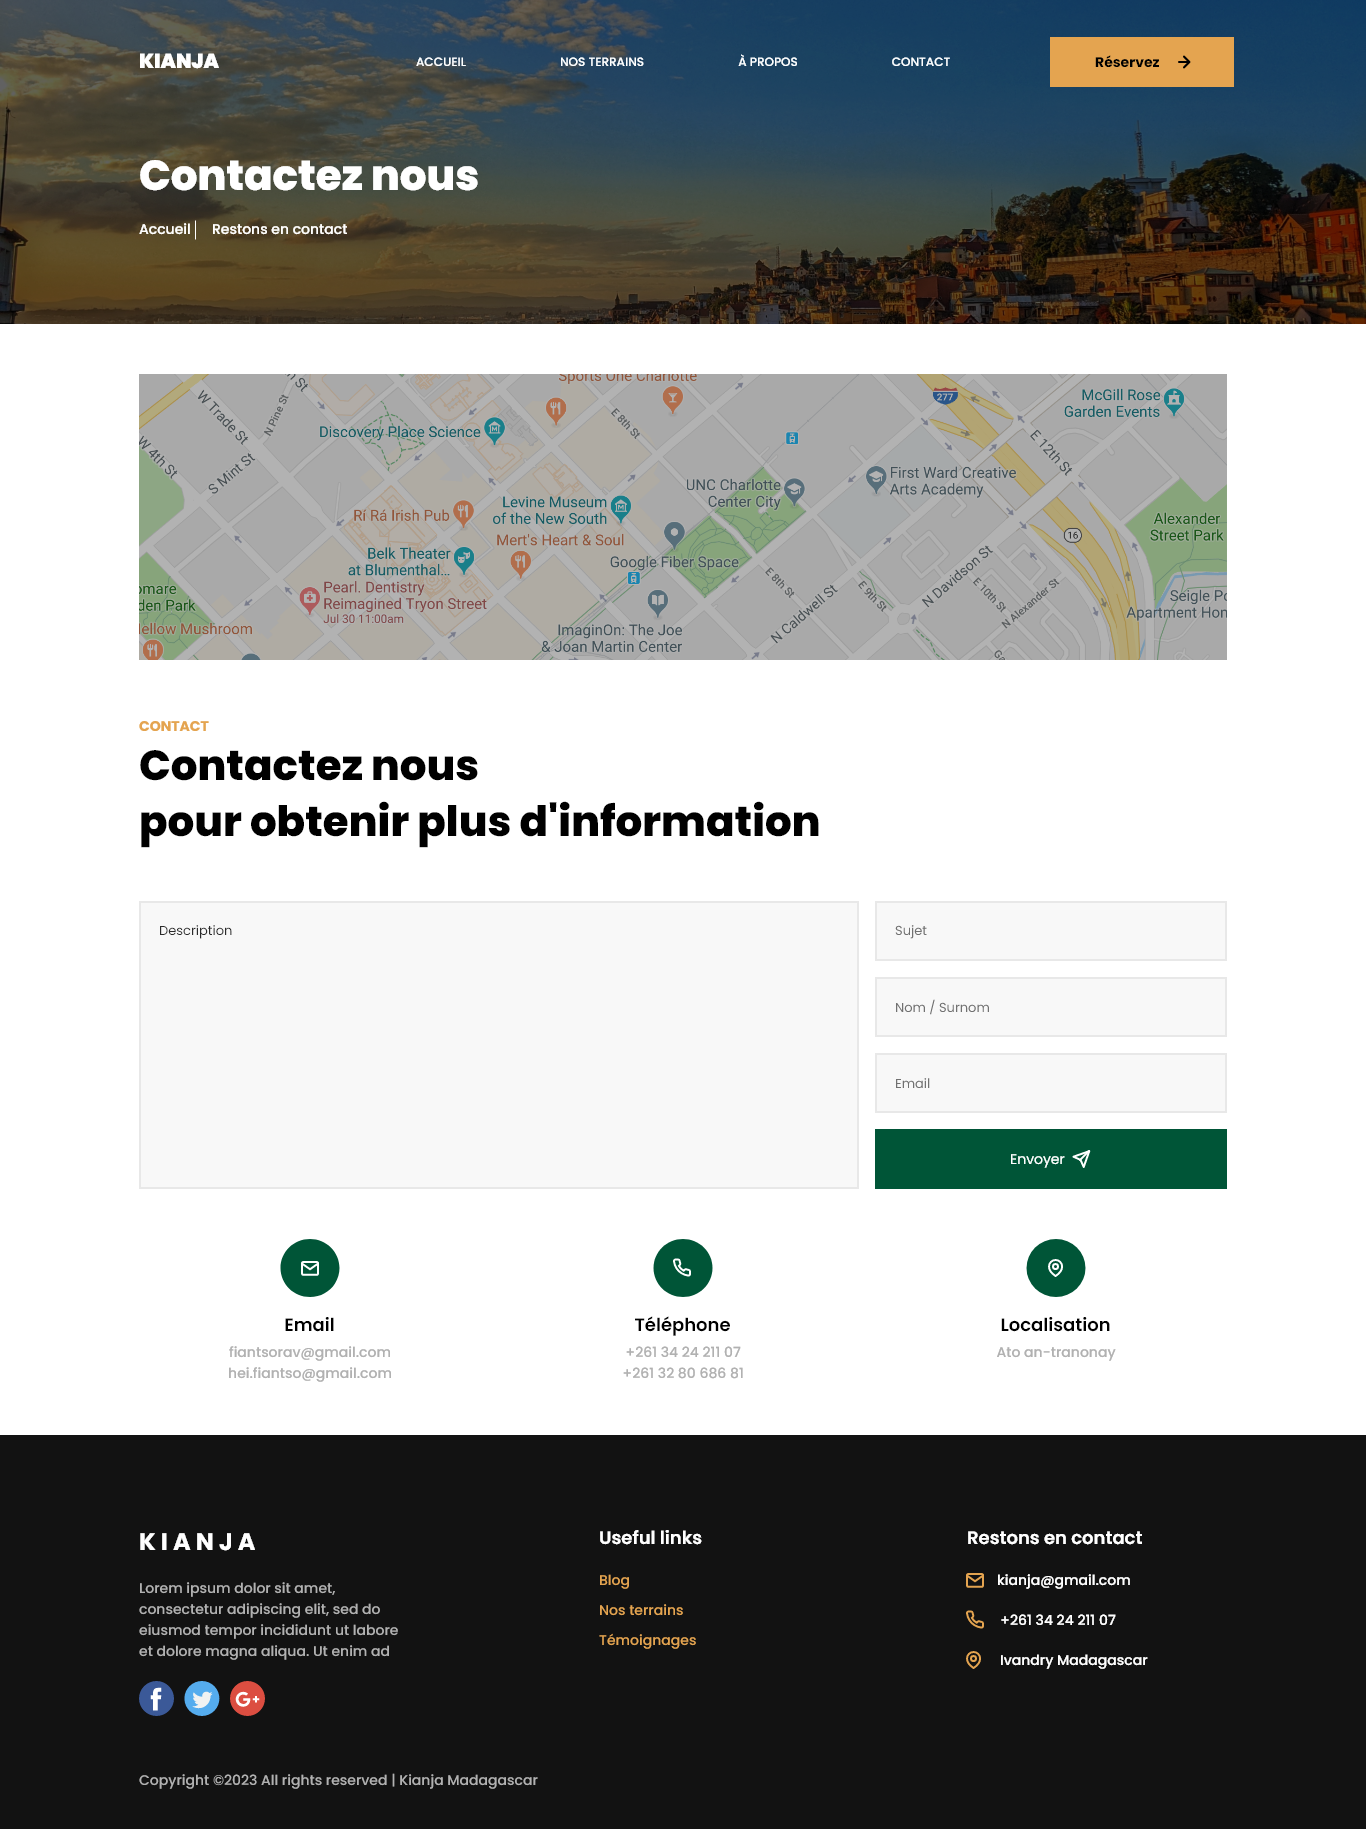 KIANJA
ACCUEIL
NOS TERRAINS
À PROPOS
CONTACT
Réservez
Contactez nous
Accueil
Restons en contact
Sports One Charlotte
McGill Rose
Garden Events
277
N Pine St
W Trade St
Discovery Place Science
E 8th St
E 12th St
W 4th St
S Mint St
UNC Charlotte
Center City
First Ward Creative
Arts Academy
Levine Museum
of the New South
Rí Rá Irish Pub
Mert's Heart & Soul
Alexander
Street Park
16
Belk Theater
at Blumenthal...
Google Fiber Space
Pearl. Dentistry
Reimagined Tryon Street
Jul 30 11:00am
E 8th St
E 9th St
N Davidson St
E 10th St
N Alexander St
N Caldwell St
Seigle
Apartment
den Park
Mushroom
ImaginOn: The Joe
& Joan Martin Center
CONTACT
Contactez nous
pour obtenir plus d'information
Description
Sujet
Nom / Surnom
Email
Envoyer
Email
fiantsorav@gmail.com
hei.fiantso@gmail.com
Téléphone
+261 34 24 211 07
+261 32 80 686 81
Localisation
Ato an-tranonay
KIANJA
Lorem ipsum dolor sit amet,
consectetur adipiscing elit, sed do
eiusmod tempor incididunt ut labore
et dolore magna aliqua. Ut enim ad
Useful links
Blog
Nos terrains
Témoignages
Restons en contact
kianja@gmail.com
+261 34 24 211 07
Ivandry Madagascar
Copyright ©2023 All rights reserved | Kianja Madagascar